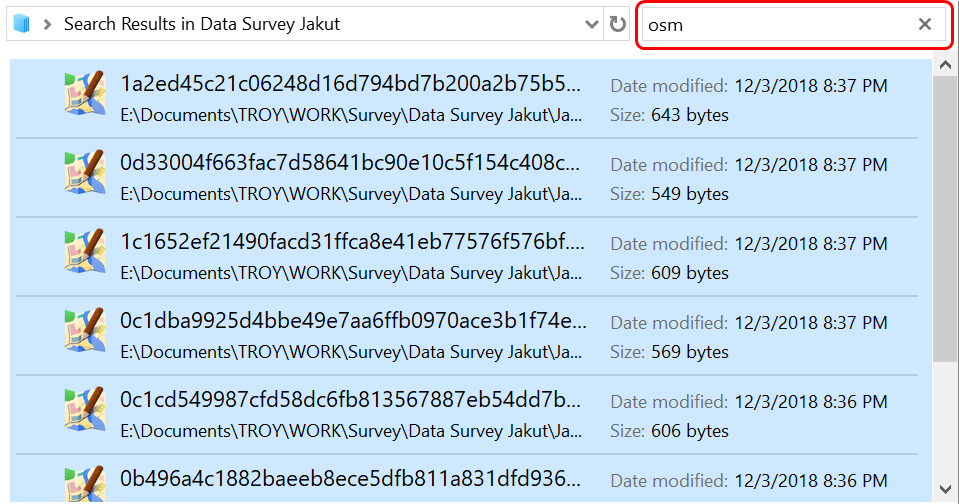 Search Results in Data Survey Jakut
osm
1a2ed45c21c06248d16d794bd7b200a2b75b5...
Date modified: 12/3/2018 8:37 PM
E:\Documents\TROY\WORK\Survey\Data Survey Jakut\Ja...
Size: 643 bytes
0d33004f663fac7d58641bc90e10c5f154c408c...
Date modified: 12/3/2018 8:37 PM
E:\Documents\TROY\WORK\Survey\Data Survey Jakut\Ja...
Size: 549 bytes
1c1652ef21490facd31ffca8e41eb77576f576bf....
Date modified: 12/3/2018 8:37 PM
E:\Documents\TROY\WORK\Survey\Data Survey Jakut\Ja...
Size: 609 bytes
0c1dba9925d4bbe49e7aa6ffb0970ace3b1f74e...
Date modified: 12/3/2018 8:37 PM
E:\Documents\TROY\WORK\Survey\Data Survey Jakut\Ja...
Size: 569 bytes
0c1cd549987cfd58dc6fb813567887eb54dd7b...
Date modified: 12/3/2018 8:36 PM
E:\Documents\TROY\WORK\Survey\Data Survey Jakut\Ja...
Size: 606 bytes
0b496a4c1882baeeb8ece5dfb811a831dfd936...
Date modified: 12/3/2018 8:36 PM